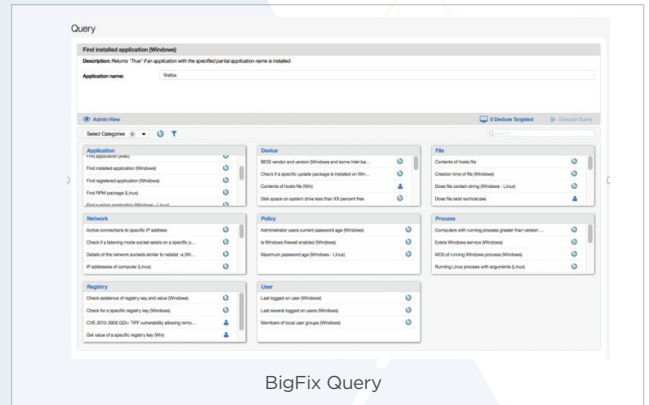 Query
Find installed application (Windows)
Description: Returns "True" if an application with the specified partial application name is installed.
Application name: firefox
Admin View 0 Devices Targeted Execute Query
Select Categories Search
Application
Find application (Mac)
Find installed application (Windows)
Find registered application (Windows)
Find RPM package (Linux)
Device
BIOS vendor and version (Windows and some Intel-ba...
Check if a specific update package is installed on Win...
Contents of hosts file (Win)
Disk space on system drive less than XX percent free
File
Contents of hosts file
Creation time of file (Windows)
Does file contain string (Windows - Linux)
Does file exist svchost.exe
Network
Active connections to specific IP address
Check if a listening mode socket exists on a specific p...
Details of the network sockets similar to netstat -a (Wi...
IP addresses of computer (Linux)
Policy
Administrator users current password age (Windows)
Is Windows firewall enabled (Windows)
Maximum password age (Windows - Linux)
Process
Computers with running process greater than version ...
Exists Windows service (Windows)
MD5 of running Windows process (Windows)
Running Linux process with arguments (Linux)
Registry
Check existence of registry key and value (Windows)
Check for a specific registry key (Windows)
CVE-2013-3906 GDI+ TIFF vulnerability allowing remo...
Get value of a specific registry key (Win)
User
Last logged on user (Windows)
Last several logged on users (Windows)
Members of local user groups (Windows)
BigFix Query